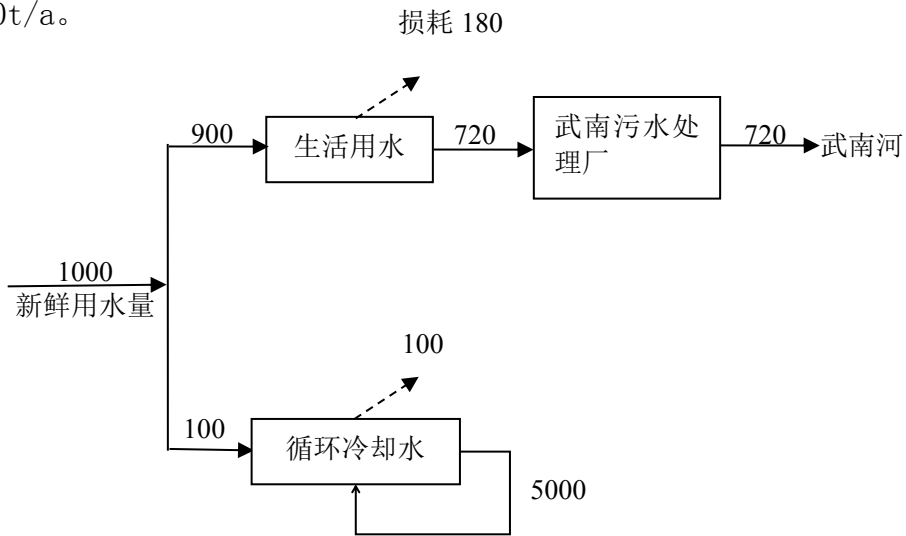 0t/a。
损耗 180
900
生活用水
720
武南污水处
理厂
720
武南河
1000
新鲜用水量
100
100
循环冷却水
5000